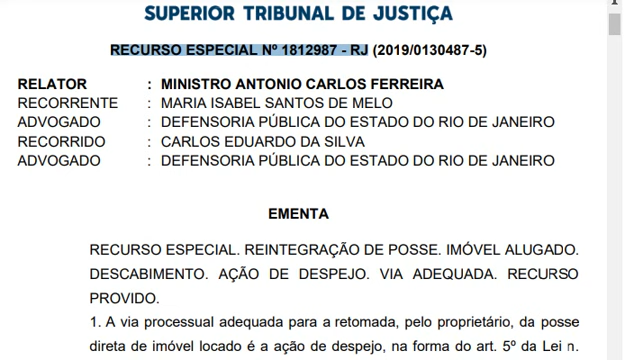 SUPERIOR TRIBUNAL DE JUSTIÇA
RECURSO ESPECIAL Nº 1812987 - RJ (2019/0130487-5)
RELATOR : MINISTRO ANTONIO CARLOS FERREIRA
RECORRENTE : MARIA ISABEL SANTOS DE MELO
ADVOGADO : DEFENSORIA PÚBLICA DO ESTADO DO RIO DE JANEIRO
RECORRIDO : CARLOS EDUARDO DA SILVA
ADVOGADO : DEFENSORIA PÚBLICA DO ESTADO DO RIO DE JANEIRO
EMENTA
RECURSO ESPECIAL. REINTEGRAÇÃO DE POSSE. IMÓVEL ALUGADO.
DESCABIMENTO. AÇÃO DE DESPEJO. VIA ADEQUADA. RECURSO
PROVIDO.
1. A via processual adequada para a retomada, pelo proprietário, da posse
direta de imóvel locado é a ação de despejo, na forma do art. 5º da Lei n.